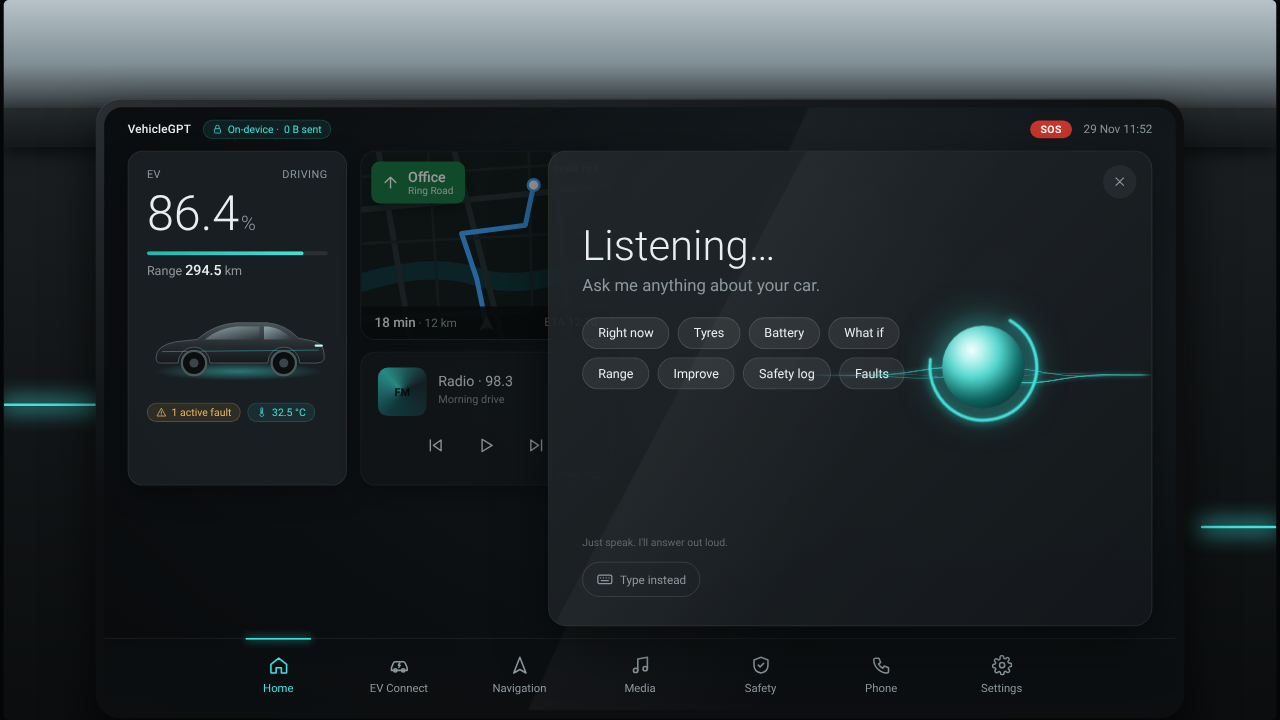 VehicleGPT
On-device · 0 B sent
SOS
29 Nov 11:52
EV
DRIVING
86.4%
Range 294.5 km
1 active fault
32.5 °C
Office
Ring Road
18 min · 12 km
FM
Radio · 98.3
Morning drive
Listening...
Ask me anything about your car.
Right now
Tyres
Battery
What if
Range
Improve
Safety log
Faults
Just speak. I'll answer out loud.
Type instead
Home
EV Connect
Navigation
Media
Safety
Phone
Settings